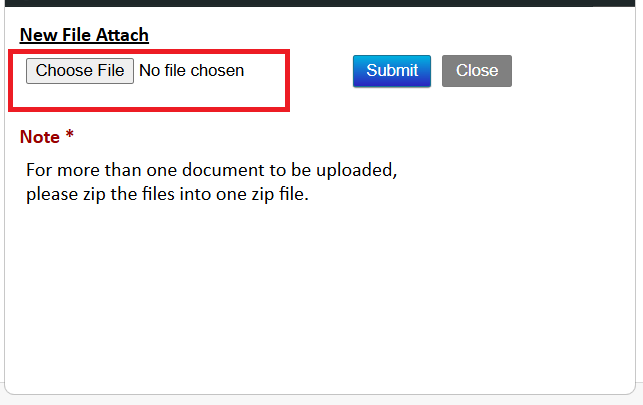 New File Attach
Choose File No file chosen Submit Close
Note *
For more than one document to be uploaded,
please zip the files into one zip file.